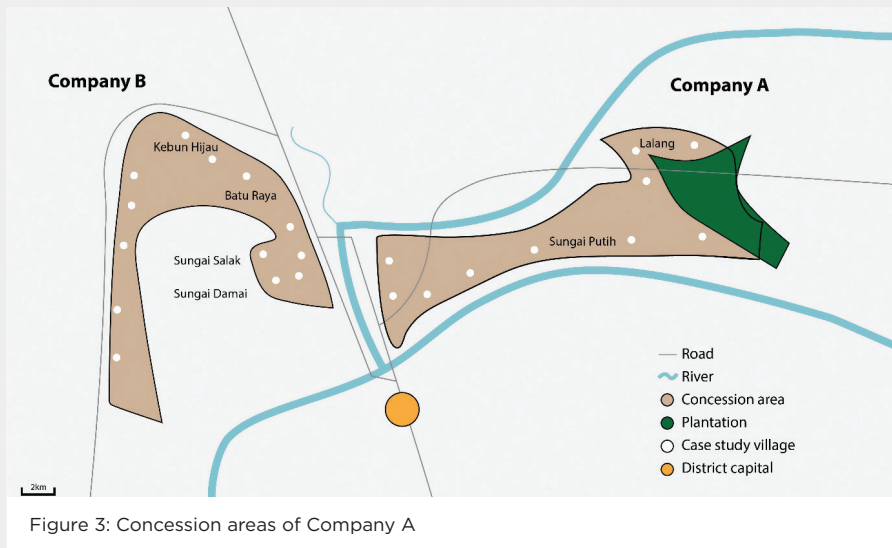 Company B
Company A
Kebun Hijau
Lalang
Batu Raya
Sungai Putih
Sungai Salak
Sungai Damai
Road
River
Concession area
Plantation
Case study village
District capital
2km
Figure 3: Concession areas of Company A